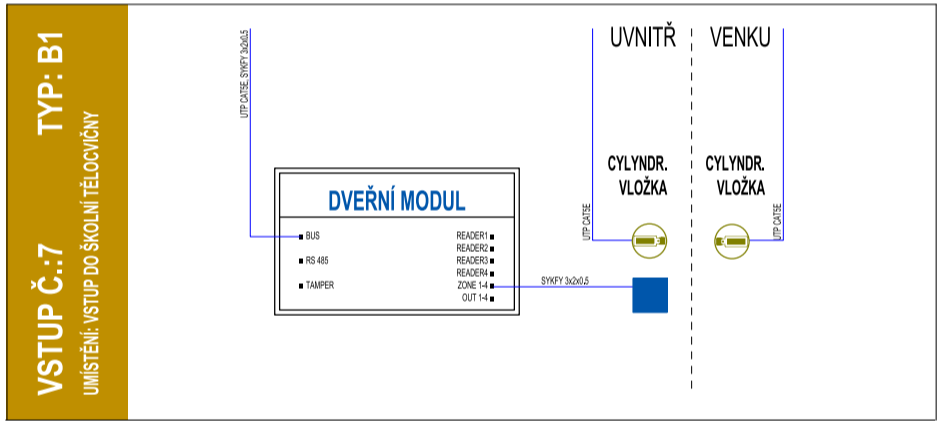 VSTUP Č.:7 TYP: B1
UMÍSTĚNÍ: VSTUP DO ŠKOLNÍ TĚLOCVIČNY
UTP CAT5E, SYKFY 3x2x0,5
DVEŘNÍ MODUL
BUS
RS 485
TAMPER
READER1
READER2
READER3
READER4
ZONE 1-4
OUT 1-4
SYKFY 3x2x0,5
UVNITŘ
VENKU
CYLYNDR.
VLOŽKA
CYLYNDR.
VLOŽKA
UTP CAT5E
UTP CAT5E